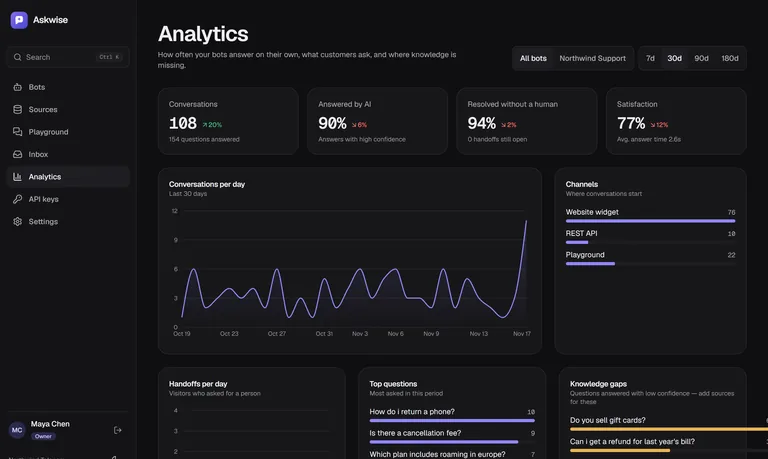 Askwise
Search
Ctrl K
Bots
Sources
Playground
Inbox
Analytics
API keys
Settings
MC
Maya Chen
Owner
Analytics
How often your bots answer on their own, what customers ask, and where knowledge is
missing.
All bots
Northwind Support
7d
30d
90d
180d
Conversations
108
↗ 20%
154 questions answered
Answered by AI
90%
↘ 6%
Answers with high confidence
Resolved without a human
94%
↘ 2%
0 handoffs still open
Satisfaction
77%
↘ 12%
Avg. answer time 2.6s
Conversations per day
Last 30 days
12
9
6
3
0
Oct 19
Oct 23
Oct 27
Oct 31
Nov 3
Nov 6
Nov 9
Nov 13
Nov 17
Channels
Where conversations start
Website widget
76
REST API
10
Playground
22
Handoffs per day
Visitors who asked for a person
4
3
2
Top questions
Most asked in this period
How do i return a phone?
10
Is there a cancellation fee?
9
Which plan includes roaming in europe?
7
Knowledge gaps
Questions answered with low confidence — add sources
for these
Do you sell gift cards?
Can i get a refund for last year's bill?